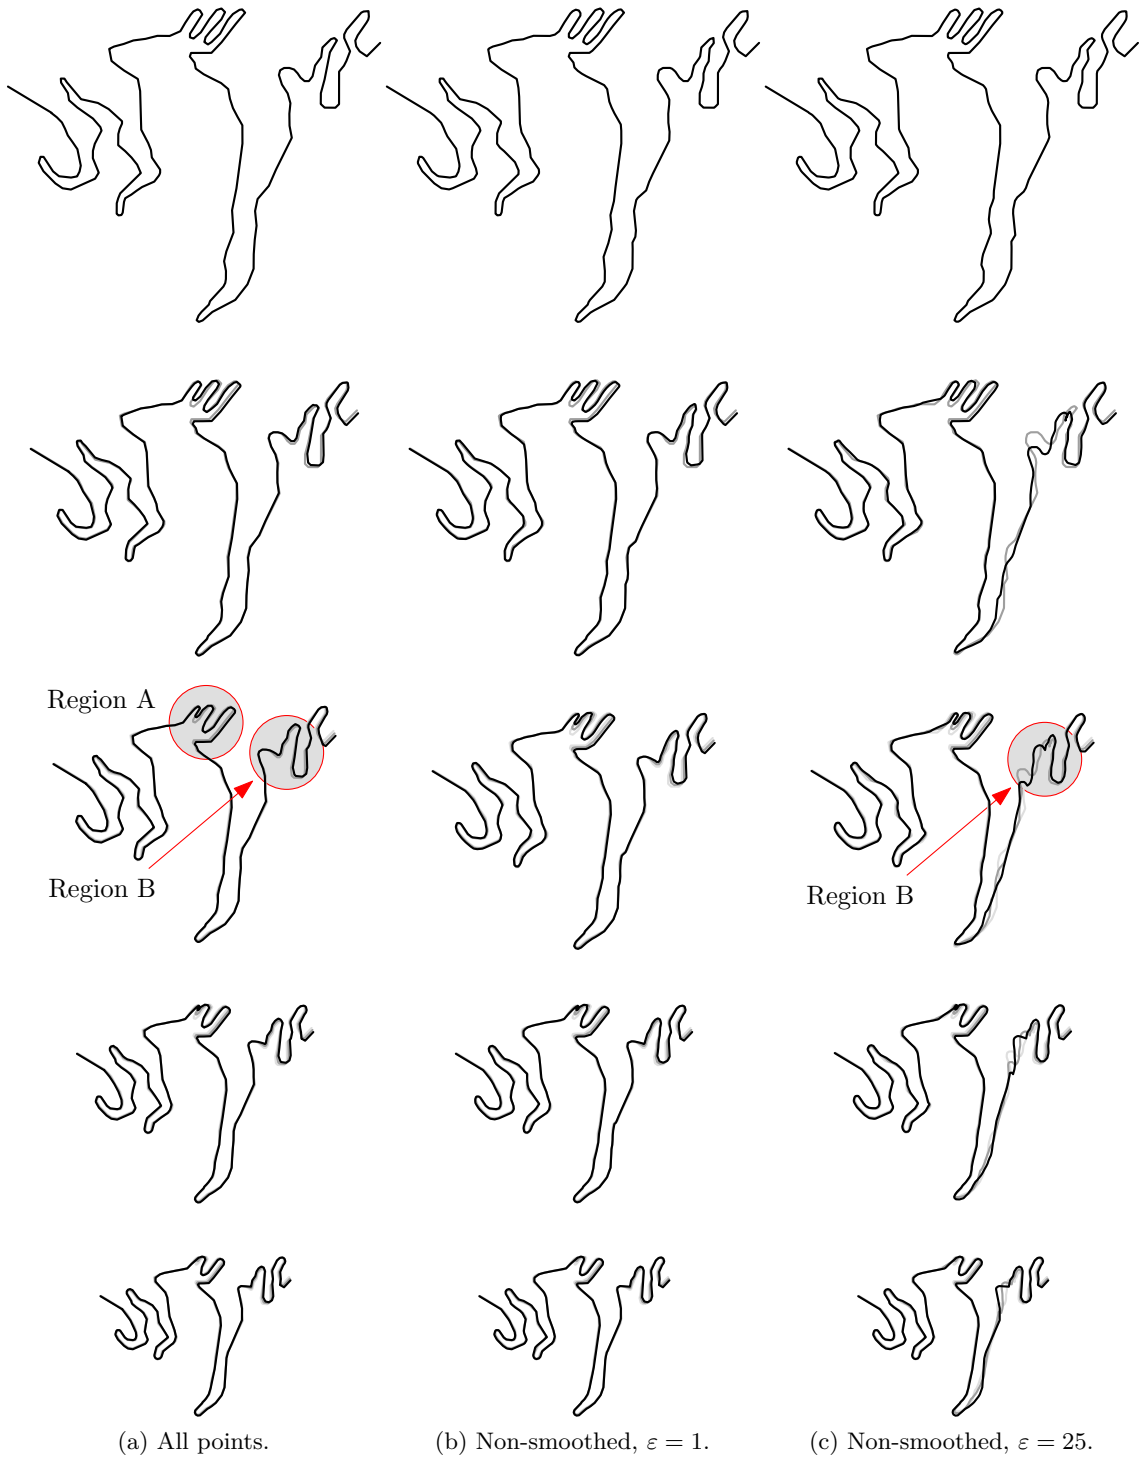 Region A
Region B
Region B
(a) All points.
(b) Non-smoothed, ε = 1.
(c) Non-smoothed, ε = 25.